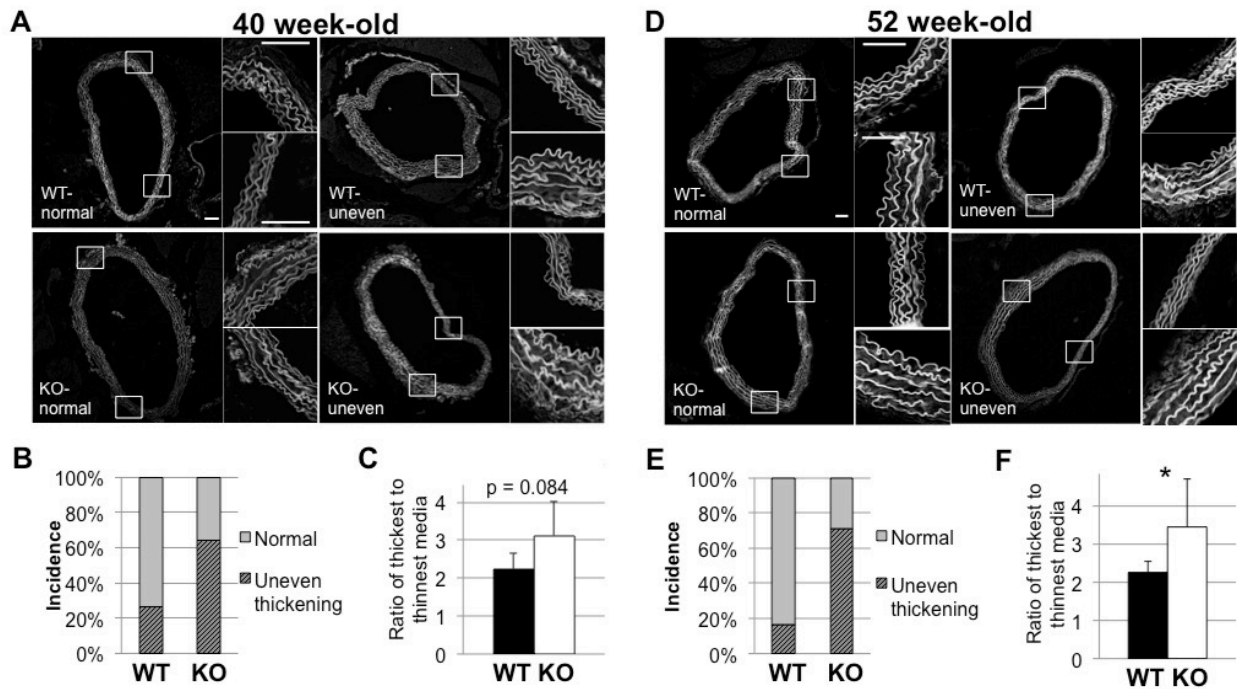 A
40 week-old
WT-
normal
WT-
uneven
KO-
normal
KO-
uneven
D
52 week-old
WT-
normal
WT-
uneven
KO-
normal
KO-
uneven
B
Incidence
100%
80%
60%
40%
20%
0%
WT KO
Normal
Uneven
thickening
C
Ratio of thickest to
thinnest media
4
3
2
1
0
p = 0.084
WT KO
E
Incidence
100%
80%
60%
40%
20%
0%
WT KO
Normal
Uneven
thickening
F
Ratio of thickest to
thinnest media
4
3
2
1
0
*
WT KO